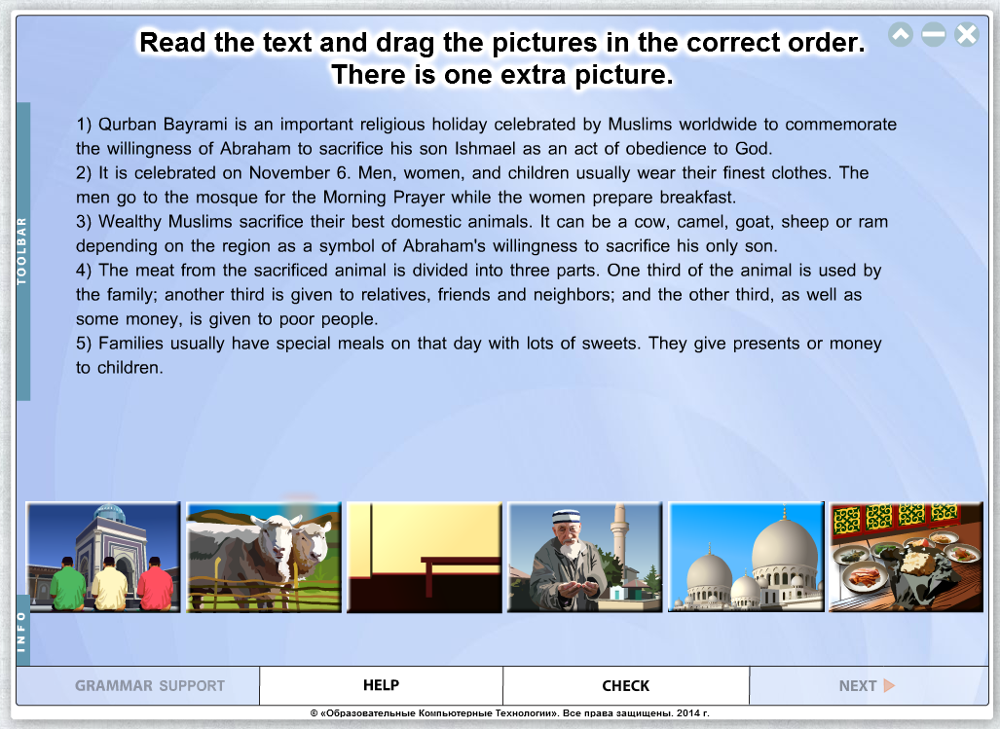 Read the text and drag the pictures in the correct order.
There is one extra picture.
1) Qurban Bayrami is an important religious holiday celebrated by Muslims worldwide to commemorate
the willingness of Abraham to sacrifice his son Ishmael as an act of obedience to God.
2) It is celebrated on November 6. Men, women, and children usually wear their finest clothes. The
men go to the mosque for the Morning Prayer while the women prepare breakfast.
3) Wealthy Muslims sacrifice their best domestic animals. It can be a cow, camel, goat, sheep or ram
depending on the region as a symbol of Abraham's willingness to sacrifice his only son.
4) The meat from the sacrificed animal is divided into three parts. One third of the animal is used by
the family; another third is given to relatives, friends and neighbors; and the other third, as well as
some money, is given to poor people.
5) Families usually have special meals on that day with lots of sweets. They give presents or money
to children.
TOOLBAR
INFO
GRAMMAR SUPPORT
HELP
CHECK
NEXT
© «Образовательные Компьютерные Технологии». Все права защищены. 2014 г.